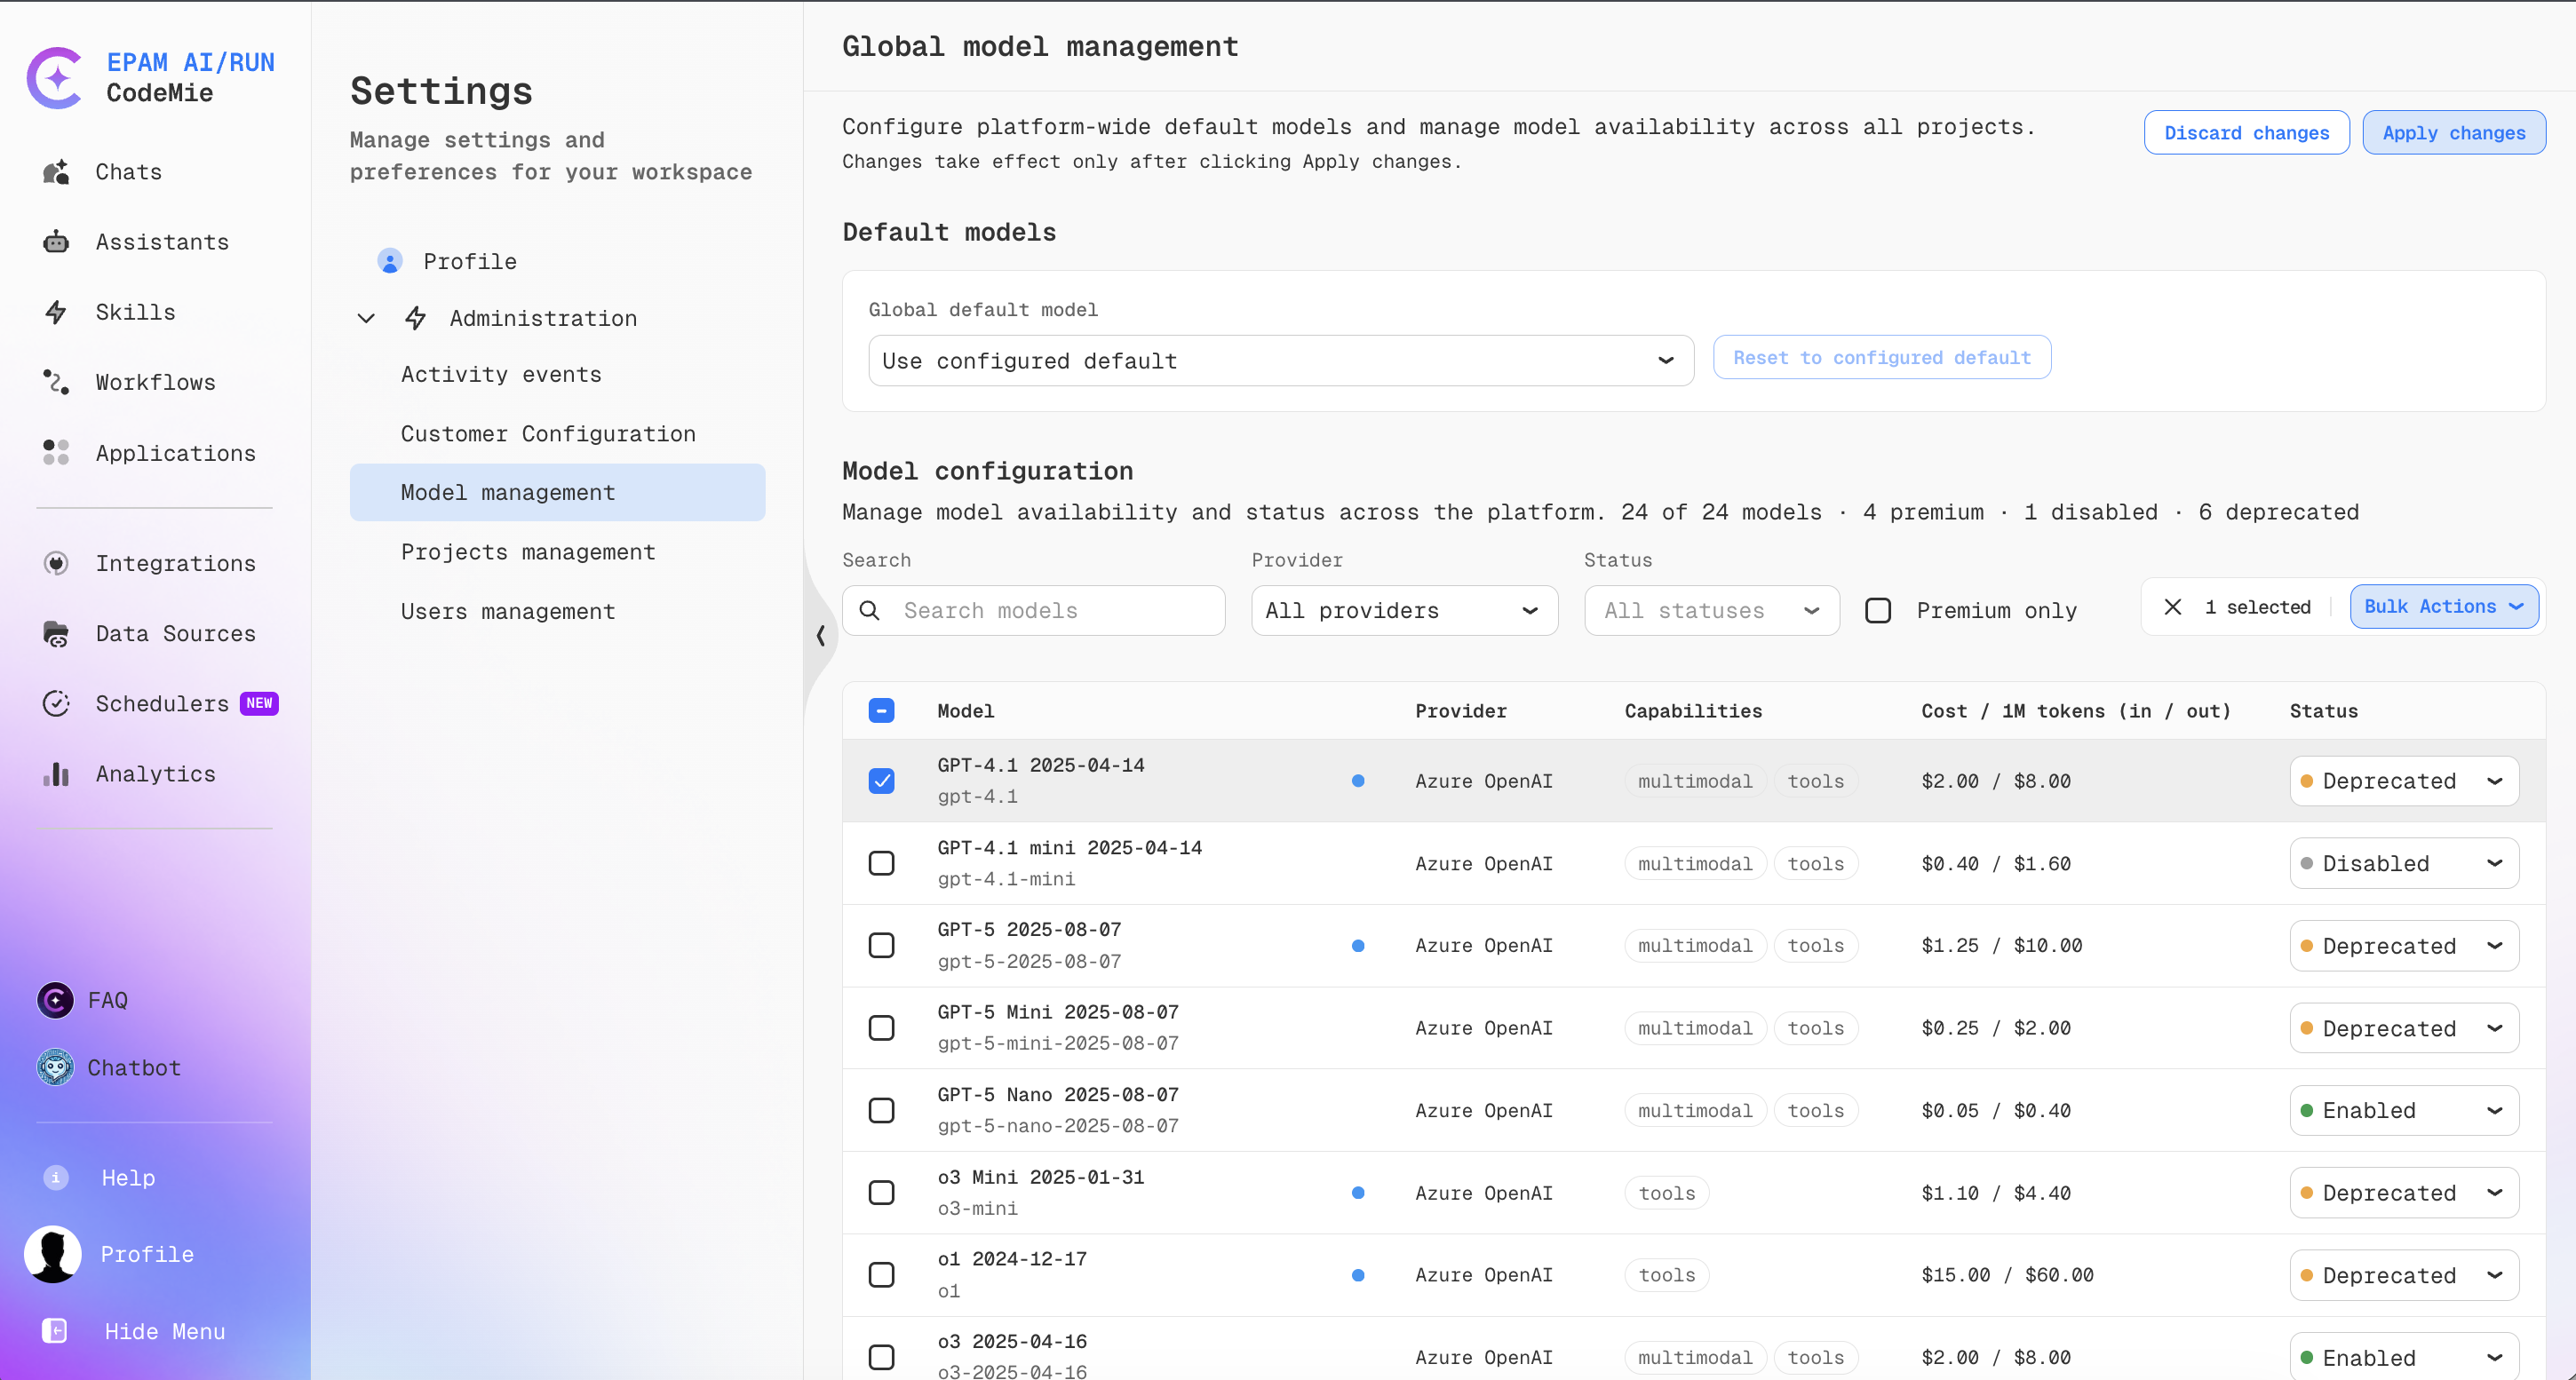 EPAM AI/RUN
CodeMie
Chats
Assistants
Skills
Workflows
Applications
Integrations
Data Sources
Schedulers NEW
Analytics
FAQ
Chatbot
Help
Profile
Hide Menu
Settings
Manage settings and
preferences for your workspace
Profile
Administration
Activity events
Customer Configuration
Model management
Projects management
Users management
Global model management
Configure platform-wide default models and manage model availability across all projects.
Changes take effect only after clicking Apply changes.
Discard changes
Apply changes
Default models
Global default model
Use configured default
Reset to configured default
Model configuration
Manage model availability and status across the platform. 24 of 24 models · 4 premium · 1 disabled · 6 deprecated
Search Provider Status
Search models All providers All statuses Premium only 1 selected Bulk Actions
Model Provider Capabilities Cost / 1M tokens (in / out) Status
GPT-4.1 2025-04-14
gpt-4.1
Azure OpenAI multimodal tools $2.00 / $8.00 Deprecated
GPT-4.1 mini 2025-04-14
gpt-4.1-mini
Azure OpenAI multimodal tools $0.40 / $1.60 Disabled
GPT-5 2025-08-07
gpt-5-2025-08-07
Azure OpenAI multimodal tools $1.25 / $10.00 Deprecated
GPT-5 Mini 2025-08-07
gpt-5-mini-2025-08-07
Azure OpenAI multimodal tools $0.25 / $2.00 Deprecated
GPT-5 Nano 2025-08-07
gpt-5-nano-2025-08-07
Azure OpenAI multimodal tools $0.05 / $0.40 Enabled
o3 Mini 2025-01-31
o3-mini
Azure OpenAI tools $1.10 / $4.40 Deprecated
o1 2024-12-17
o1
Azure OpenAI tools $15.00 / $60.00 Deprecated
o3 2025-04-16
o3-2025-04-16
Azure OpenAI multimodal tools $2.00 / $8.00 Enabled